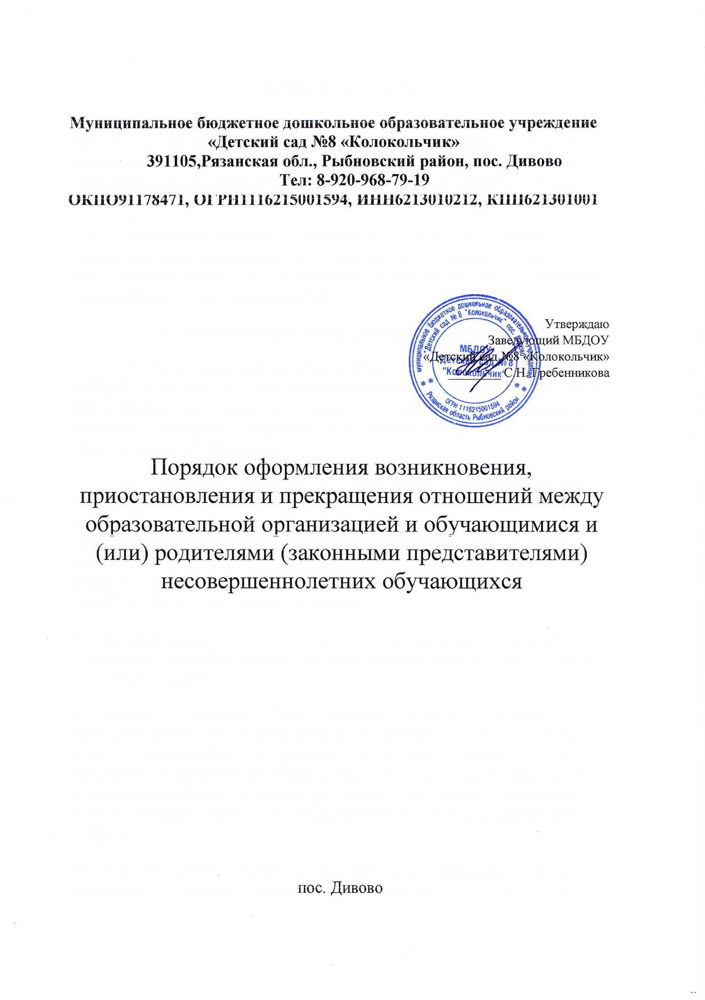 Муниципальное бюджетное дошкольное образовательное учреждение
«Детский сад №8 «Колокольчик»
391105,Рязанская обл., Рыбновский район, пос. Дивово
Тел: 8-920-968-79-19
ОКПО91178471, ОГРН1116215001594, ИНН6213010212, КПП621301001
Утверждаю
Заведующий МБДОУ
«Детский сад №8 «Колокольчик»
__________ С.Н. Гребенникова
муниципальное бюджетное дошкольное образовательное учреждение
"Детский сад № 8 "Колокольчик" пос. Дивово"
МБДОУ
"Детский сад № 8
"Колокольчик"
ОГРН 1116215001594
* * Рязанская область Рыбновский район * *
Порядок оформления возникновения,
приостановления и прекращения отношений между
образовательной организацией и обучающимися и
(или) родителями (законными представителями)
несовершеннолетних обучающихся
пос. Дивово